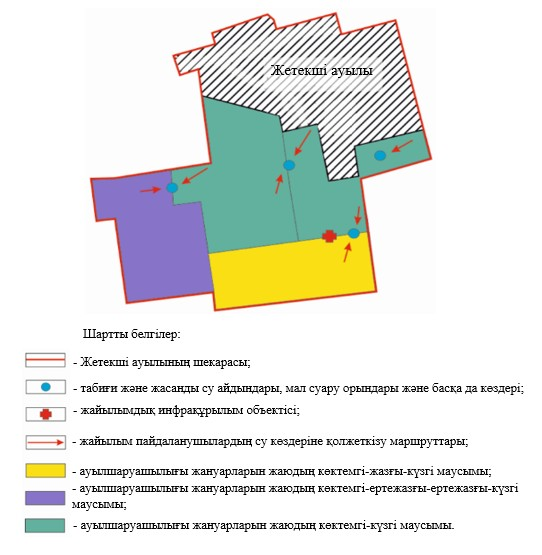 Жетекші ауылы
Шартты белгілер:
- Жетекші ауылының шекарасы;
- табиғи және жасанды су айдындары, мал суару орындары және басқа да көздері;
- жайылымдық инфрақұрылым объектісі;
- жайылым пайдаланушылардың су көздеріне қолжеткізу маршруттары;
- ауылшаруашылығы жануарларын жаюдың көктемгі-жазғы-күзгі маусымы;
- ауылшаруашылығы жануарларын жаюдың көктемгі-ертежазғы-ертежазғы-күзгі
маусымы;
- ауылшаруашылығы жануарларын жаюдың көктемгі-күзгі маусымы.